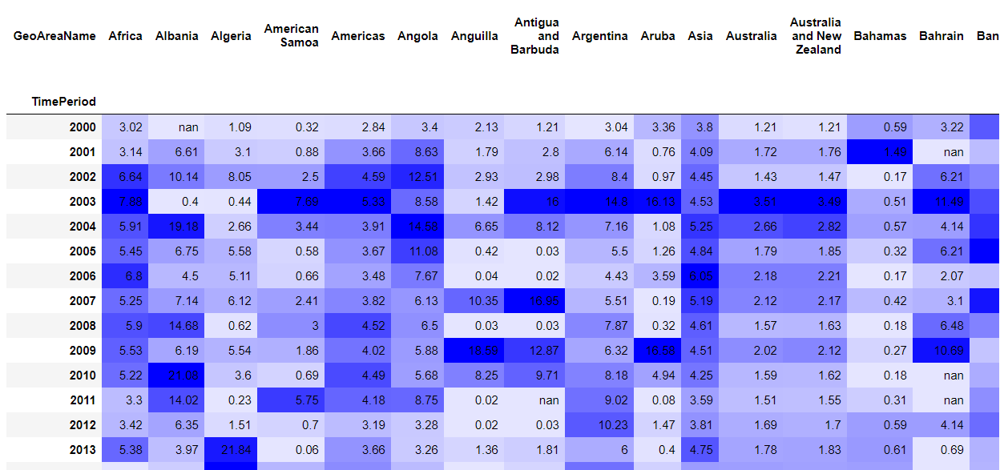 GeoAreaName Africa Albania Algeria American Samoa Americas Angola Anguilla Antigua and Barbuda Argentina Aruba Asia Australia Australia and New Zealand Bahamas Bahrain Ban
TimePeriod
2000 3.02 nan 1.09 0.32 2.84 3.4 2.13 1.21 3.04 3.36 3.8 1.21 1.21 0.59 3.22
2001 3.14 6.61 3.1 0.88 3.66 8.63 1.79 2.8 6.14 0.76 4.09 1.72 1.76 1.49 nan
2002 6.64 10.14 8.05 2.5 4.59 12.51 2.93 2.98 8.4 0.97 4.45 1.43 1.47 0.17 6.21
2003 0.4 0.44 7.69 5.33 8.58 1.42 16 14.8 16.13 4.53 3.51 3.49 0.51 11.49
2004 5.91 19.18 2.66 3.44 3.91 14.58 6.65 8.12 7.16 1.08 5.25 2.66 2.82 0.57 4.14
2005 5.45 6.75 5.58 0.58 3.67 11.08 0.42 0.03 5.5 1.26 4.84 1.79 1.85 0.32 6.21
2006 6.8 4.5 5.11 0.66 3.48 7.67 0.04 0.02 4.43 3.59 6.05 2.18 2.21 0.17 2.07
2007 5.25 7.14 6.12 2.41 3.82 6.13 10.35 16.95 5.51 0.19 5.19 2.12 2.17 0.42 3.1
2008 5.9 14.68 0.62 3 4.52 6.5 0.03 0.03 7.87 0.32 4.61 1.57 1.63 0.18 6.48
2009 5.53 6.19 5.54 1.86 4.02 5.88 12.87 6.32 16.58 4.51 2.02 2.12 0.27 10.69
2010 5.22 21.08 3.6 0.69 4.49 5.68 8.25 9.71 8.18 4.94 4.25 1.59 1.62 0.18 nan
2011 3.3 14.02 0.23 5.75 4.18 8.75 0.02 nan 9.02 0.08 3.59 1.51 1.55 0.31 nan
2012 3.42 6.35 1.51 0.7 3.19 3.28 0.02 0.03 10.23 1.47 3.81 1.69 1.7 0.59 4.14
2013 5.38 3.97 21.84 0.06 3.66 3.26 1.36 1.81 6 0.4 4.75 1.78 1.83 0.61 0.69